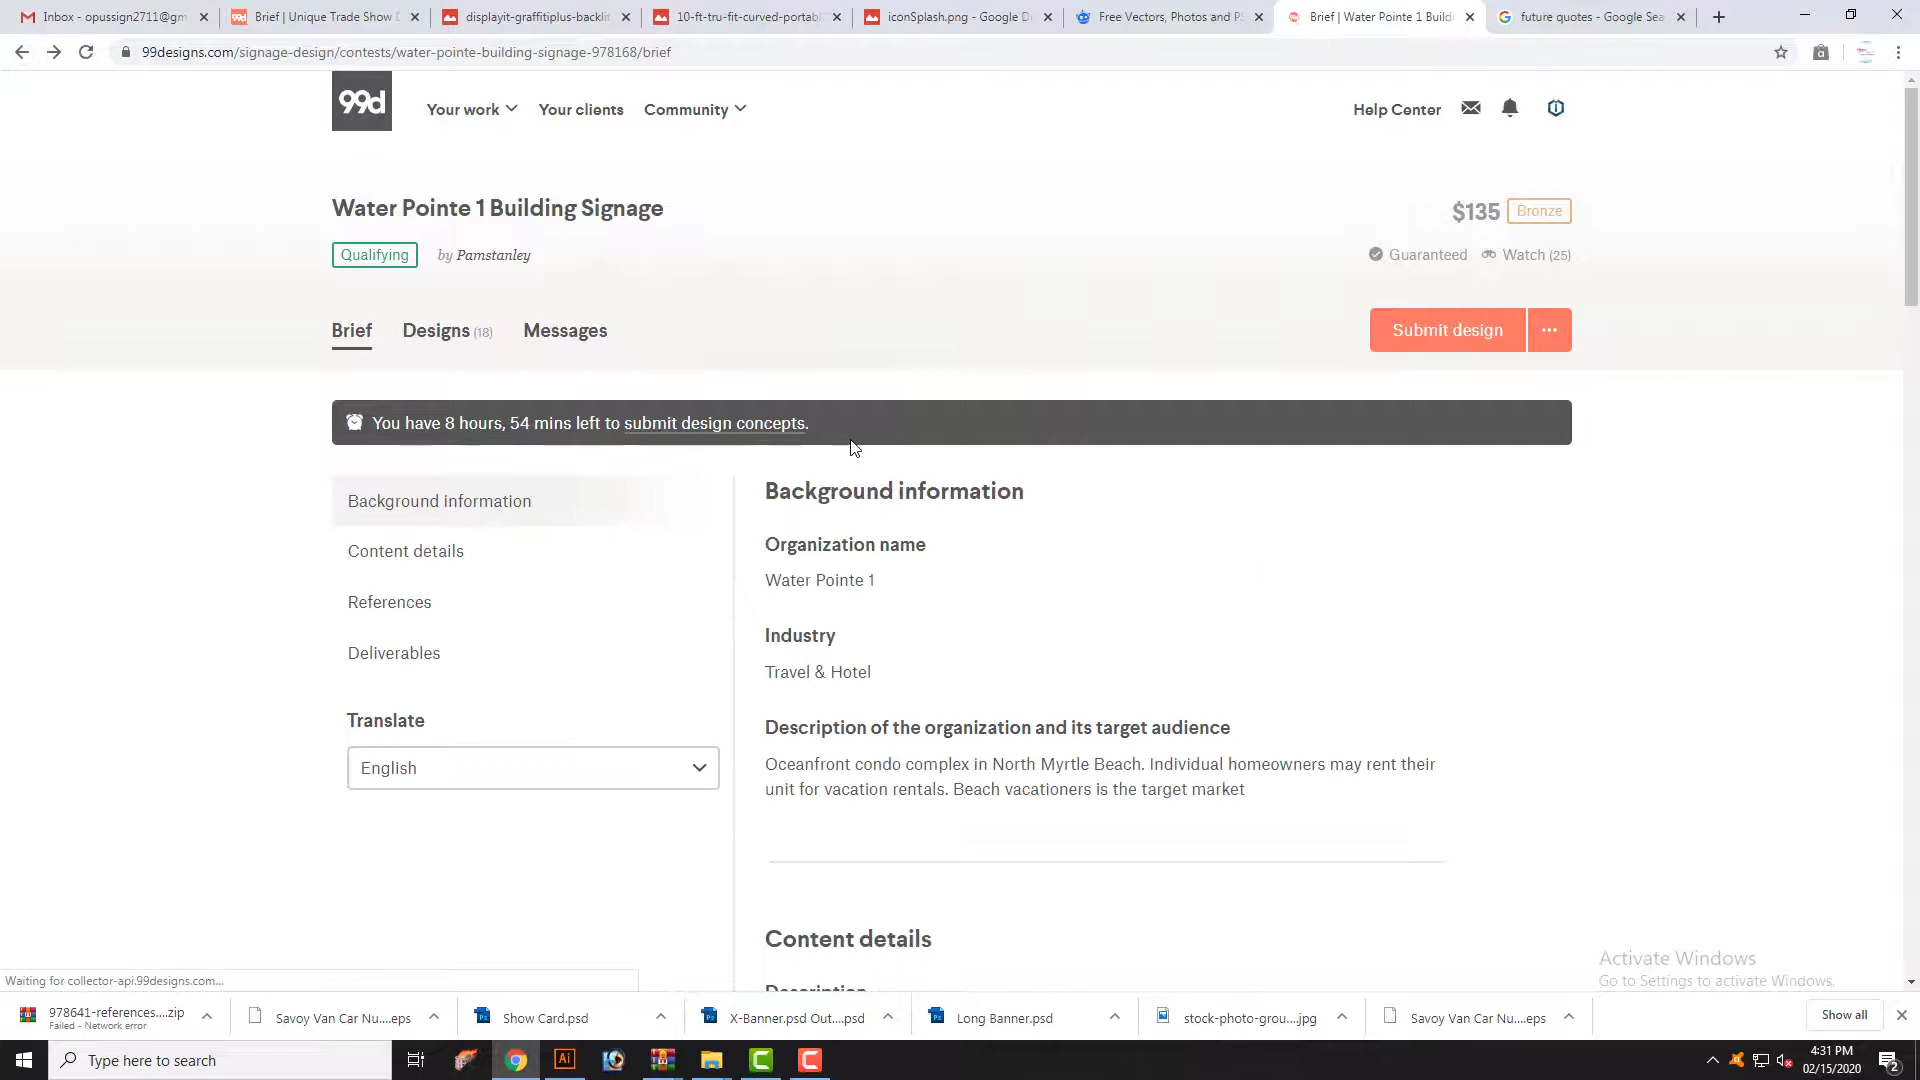 Inbox - opussign2711@gm
Brief | Unique Trade Show D
displayit-graffitiplus-backlit
10-ft-tru-fit-curved-portabl
iconSplash.png - Google D
Free Vectors, Photos and PS
Brief | Water Pointe 1 Buildi
future quotes - Google Sea
99designs.com/signage-design/contests/water-pointe-building-signage-978168/brief
99d
Your work
Your clients
Community
Help Center
Water Pointe 1 Building Signage
$135 Bronze
Qualifying by Pamstanley
Guaranteed Watch (25)
Brief Designs (18) Messages
Submit design
You have 8 hours, 54 mins left to submit design concepts.
Background information
Content details
References
Deliverables
Translate
English
Background information
Organization name
Water Pointe 1
Industry
Travel & Hotel
Description of the organization and its target audience
Oceanfront condo complex in North Myrtle Beach. Individual homeowners may rent their
unit for vacation rentals. Beach vacationers is the target market
Content details
Description
Activate Windows
Go to Settings to activate Windows.
Waiting for collector-api.99designs.com...
978641-references....zip
Failed - Network error
Savoy Van Car Nu....eps
Show Card.psd
X-Banner.psd Out....psd
Long Banner.psd
stock-photo-grou....jpg
Savoy Van Car Nu....eps
Show all
Type here to search
Ai
4:31 PM
02/15/2020
2